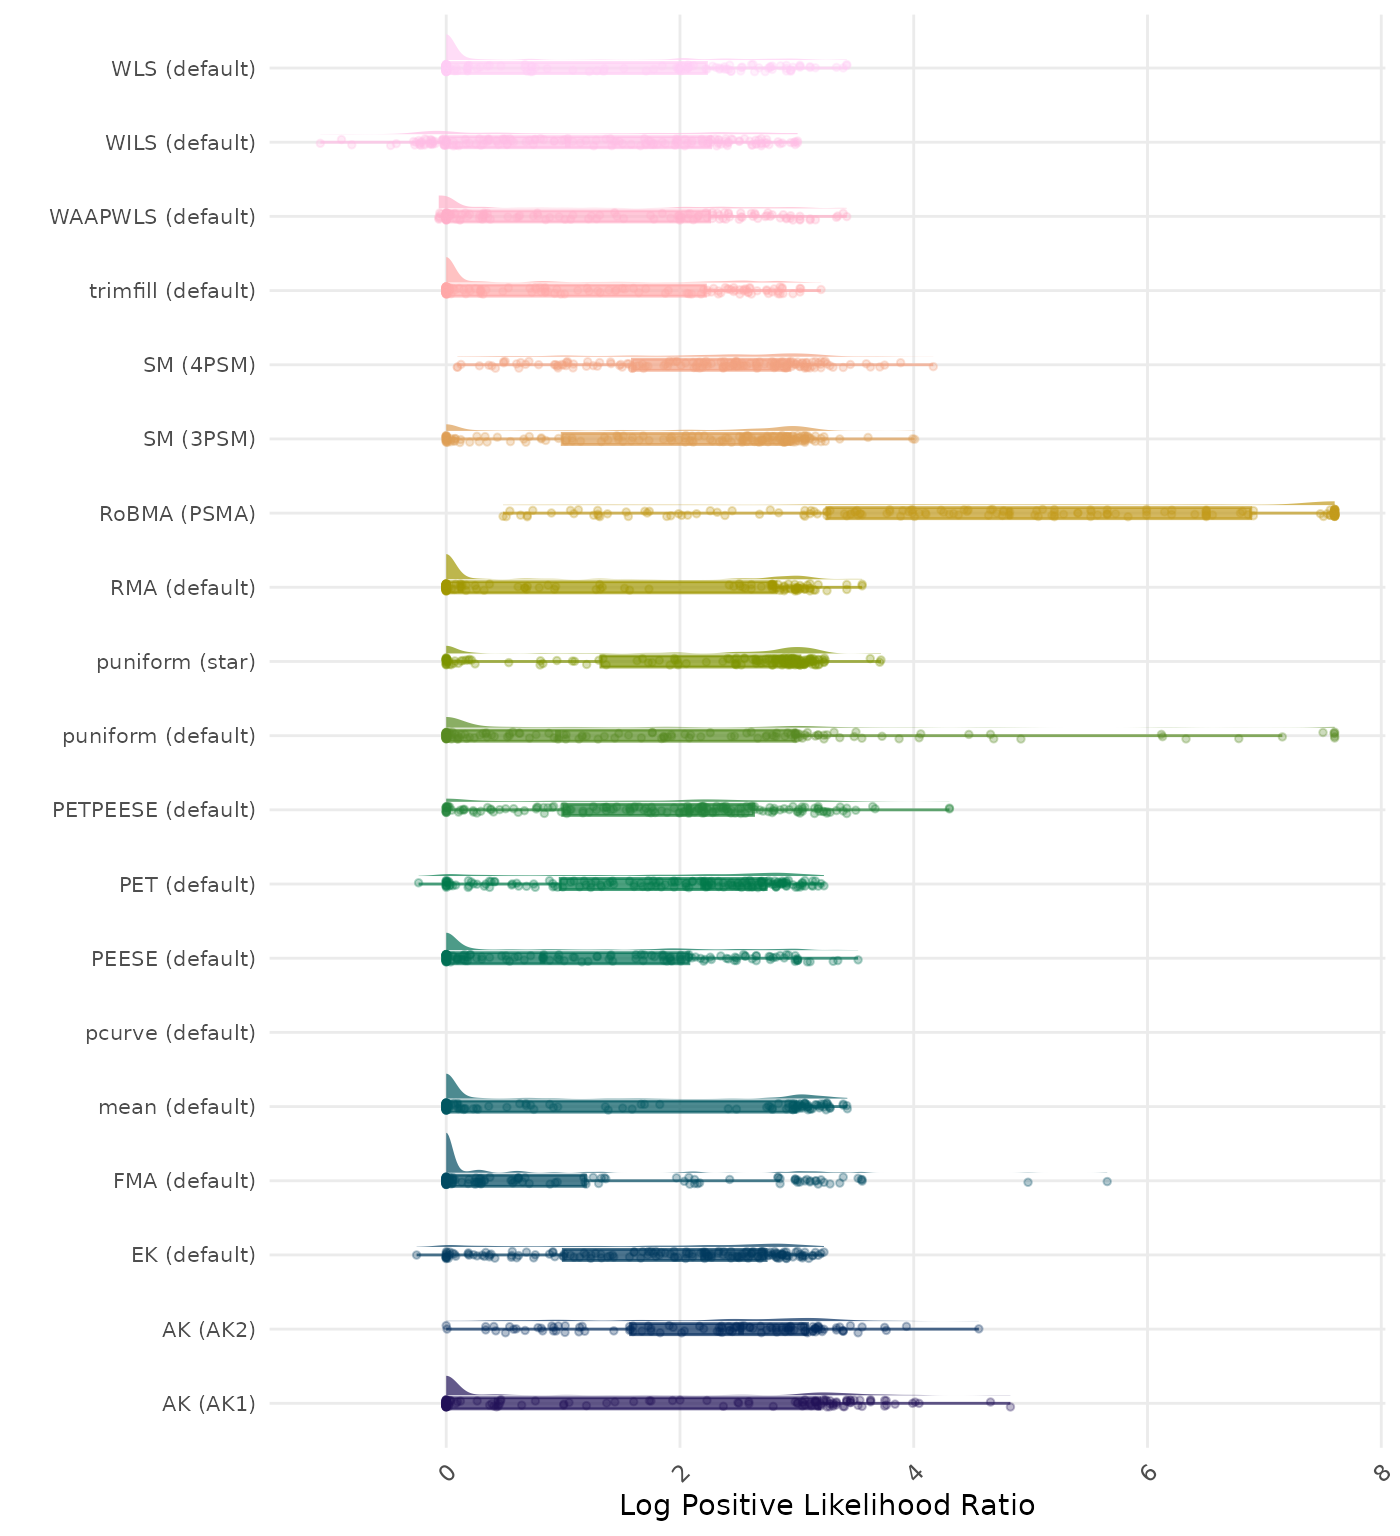 WLS (default)
WILS (default)
WAAPWLS (default)
trimfill (default)
SM (4PSM)
SM (3PSM)
RoBMA (PSMA)
RMA (default)
puniform (star)
puniform (default)
PETPEESE (default)
PET (default)
PEESE (default)
pcurve (default)
mean (default)
FMA (default)
EK (default)
AK (AK2)
AK (AK1)
0 2 4 6 8
Log Positive Likelihood Ratio